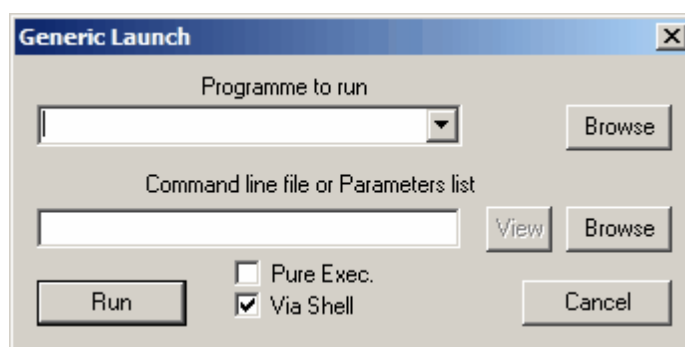 Generic Launch
Programme to run
Browse
Command line file or Parameters list
View Browse
Pure Exec.
Run Via Shell Cancel